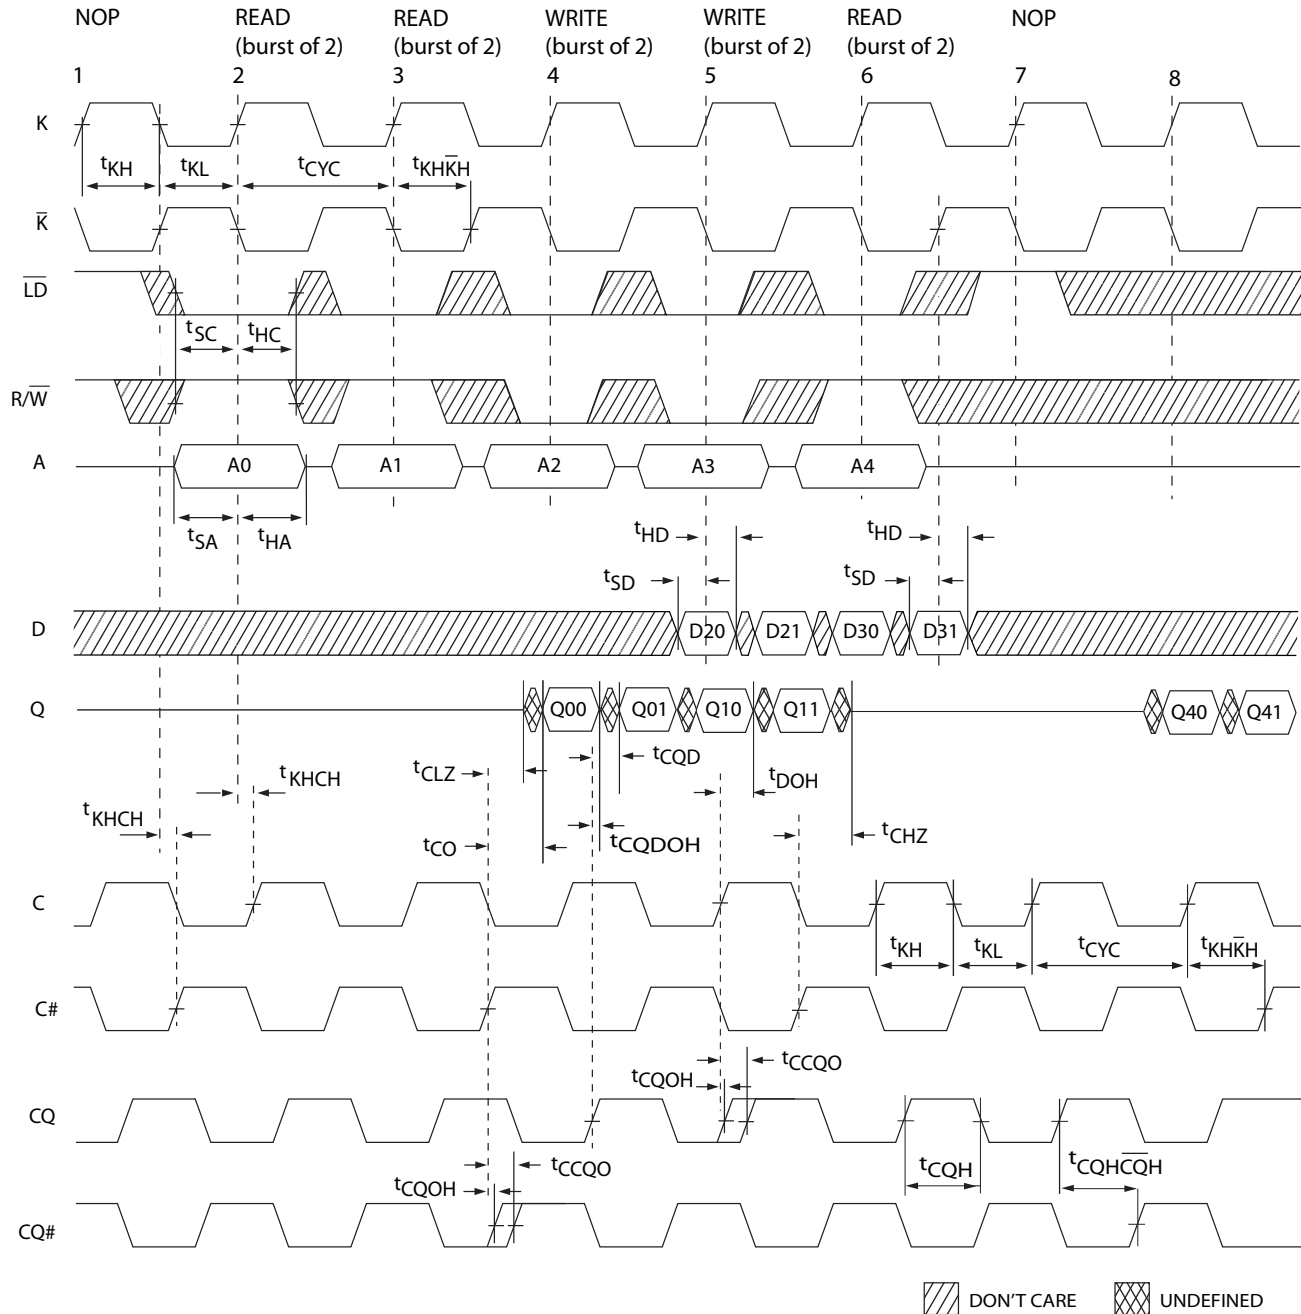 NOP READ READ WRITE WRITE READ NOP
(burst of 2) (burst of 2) (burst of 2) (burst of 2) (burst of 2)
1 2 3 4 5 6 7 8
K
tKH tKL tCYC tKHK̅H
K̅
L̅D̅
tSC tHC
R/W̅
A A0 A1 A2 A3 A4
tSA tHA tHD tHD
tSD tSD
D D20 D21 D30 D31
Q Q00 Q01 Q10 Q11 Q40 Q41
tKHCH tCLZ tCQD tDOH
tKHCH tCO tCQDOH tCHZ
C
tKH tKL tCYC tKHK̅H
C#
tCQOH tCCQO
CQ
tCQOH tCCQO tCQH tCQHC̅Q̅H
CQ#
DON'T CARE UNDEFINED